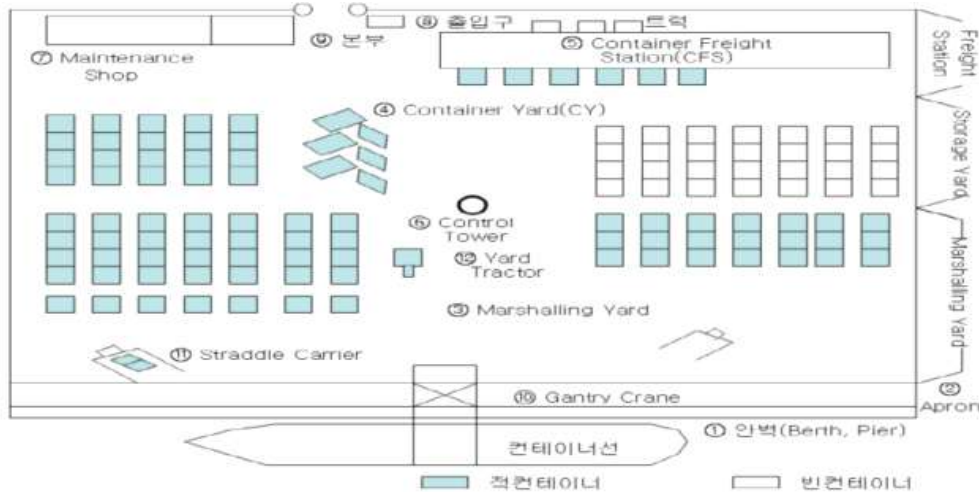 ⑧ 출입구
트럭
⑨ 본부
⑦ Maintenance
Shop
⑤ Container Freight
Station(CFS)
Freight
Station
④ Container Yard(CY)
Storage Yard
⑥ Control
Tower
⑫ Yard
Tractor
Marshalling Yard
③ Marshalling Yard
⑪ Straddle Carrier
⑩ Gantry Crane
②
Apron
① 안벽(Berth, Pier)
컨테이너선
적컨테이너
빈컨테이너